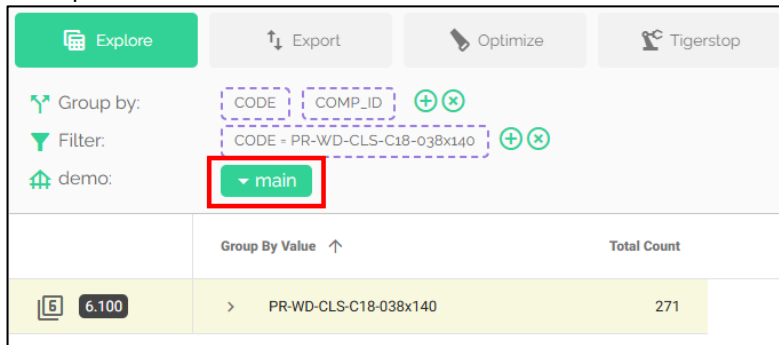 Explore Export Optimize Tigerstop
Group by: CODE COMP_ID
Filter: CODE = PR-WD-CLS-C18-038x140
demo: main
Group By Value Total Count
6 6.100 PR-WD-CLS-C18-038x140 271